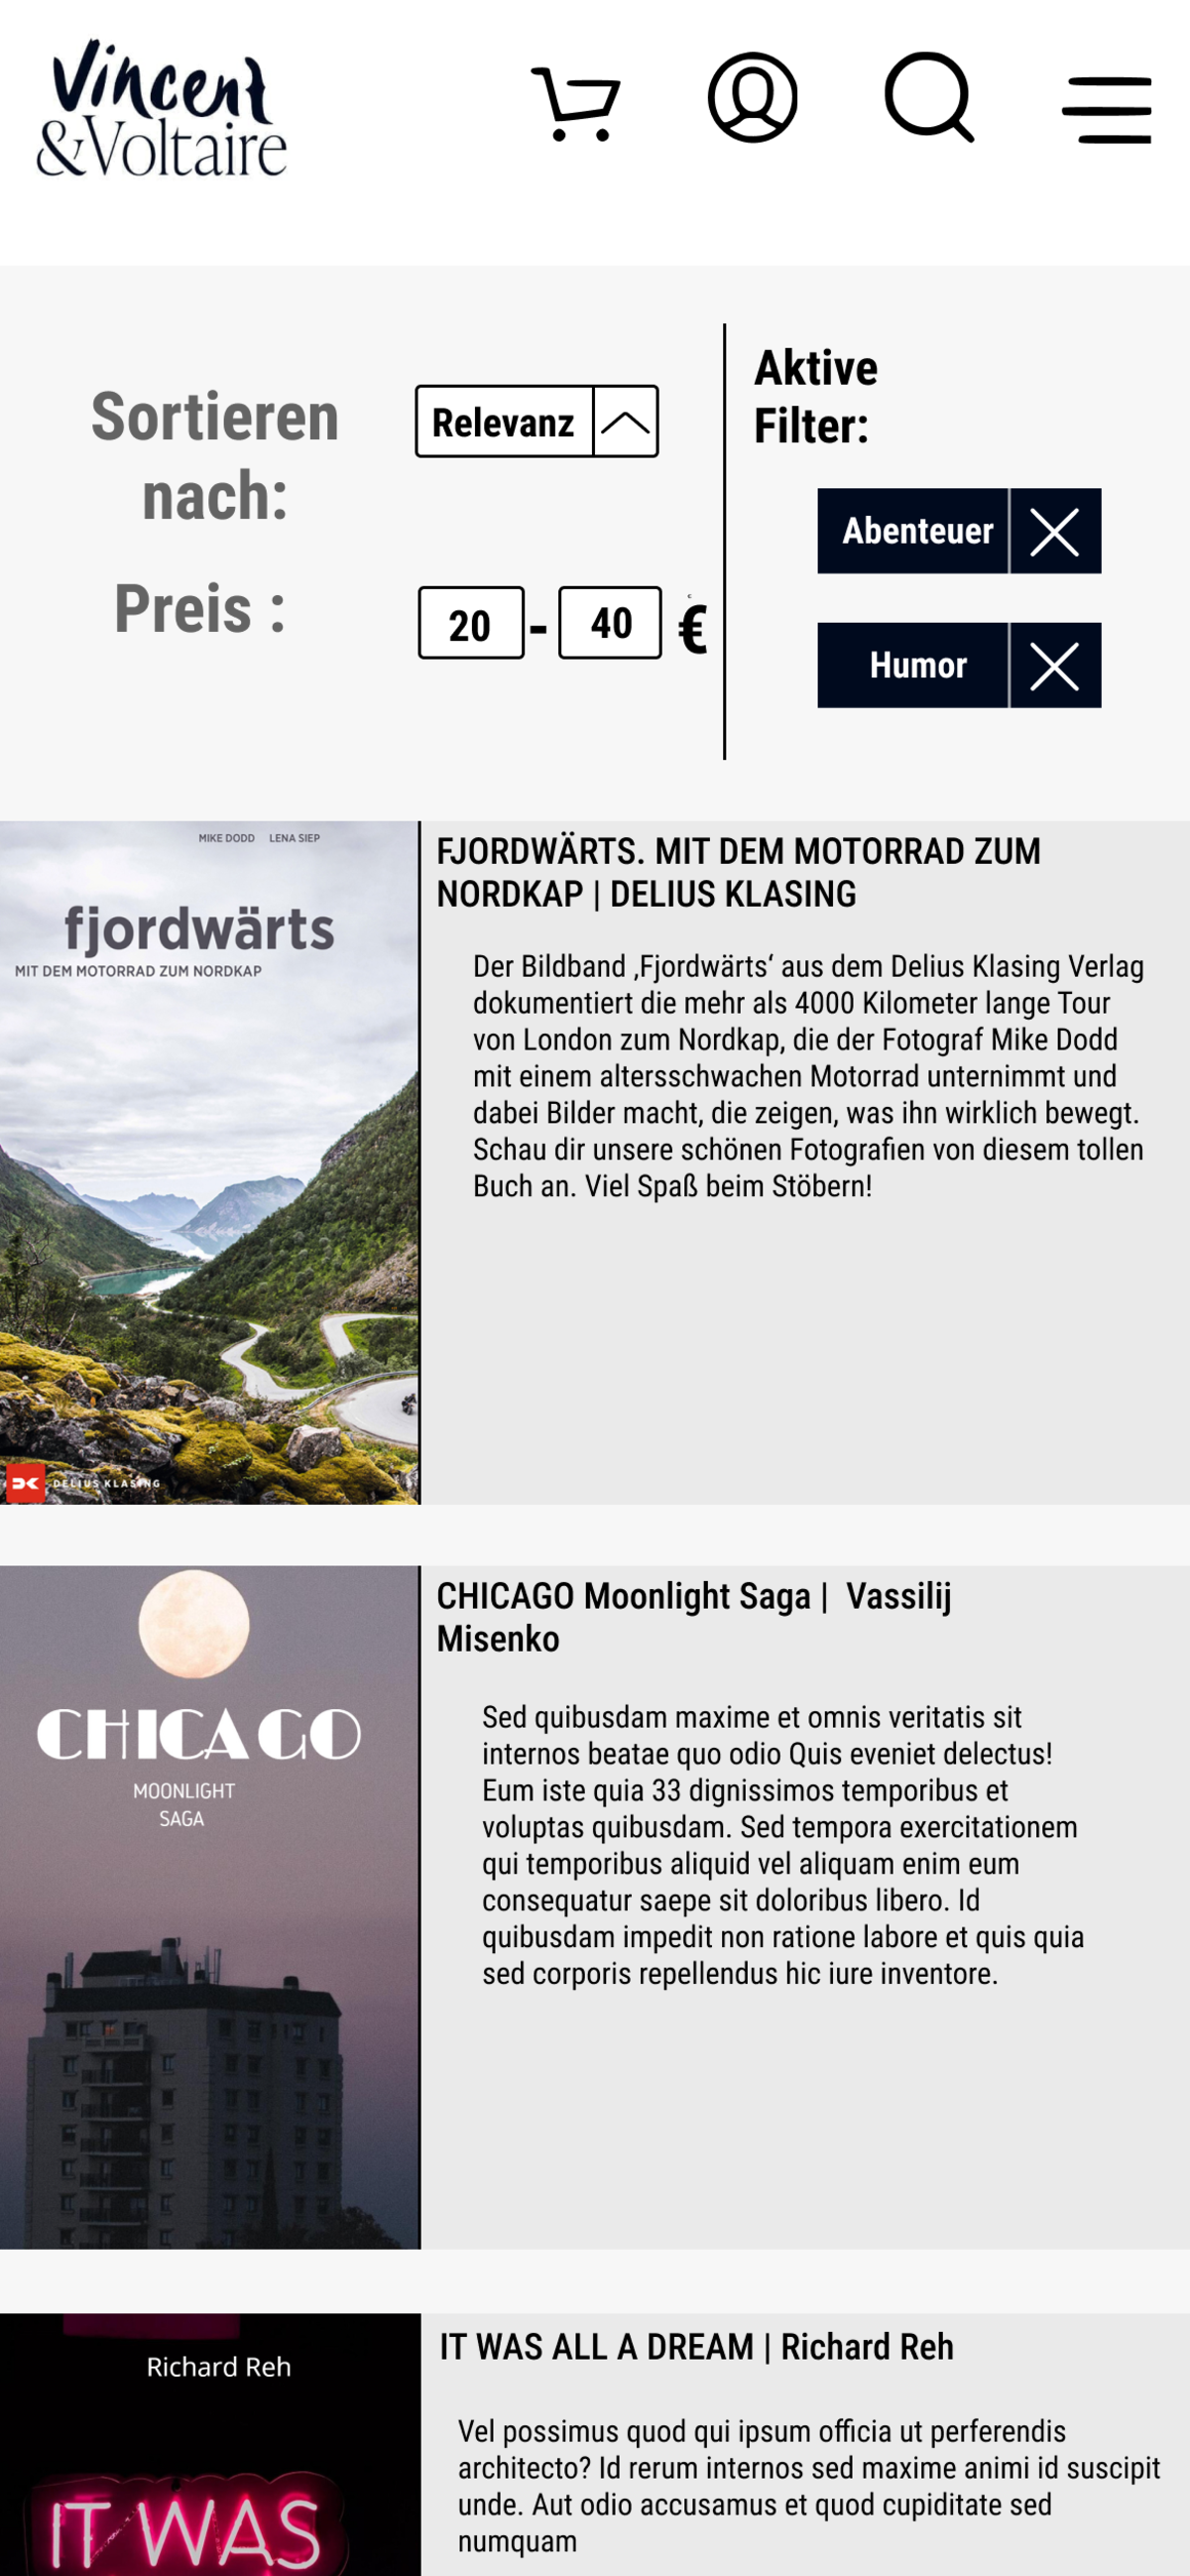 Vincent
&Voltaire
Sortieren
nach:
Relevanz
Preis :
20 - 40 €
Aktive
Filter:
Abenteuer
Humor
MIKE DODD LENA SIEP
fjordwärts
MIT DEM MOTORRAD ZUM NORDKAP
DELIUS KLASING
FJORDWÄRTS. MIT DEM MOTORRAD ZUM
NORDKAP | DELIUS KLASING
Der Bildband ‚Fjordwärts‘ aus dem Delius Klasing Verlag
dokumentiert die mehr als 4000 Kilometer lange Tour
von London zum Nordkap, die der Fotograf Mike Dodd
mit einem altersschwachen Motorrad unternimmt und
dabei Bilder macht, die zeigen, was ihn wirklich bewegt.
Schau dir unsere schönen Fotografien von diesem tollen
Buch an. Viel Spaß beim Stöbern!
CHICAGO
MOONLIGHT
SAGA
CHICAGO Moonlight Saga | Vassilij
Misenko
Sed quibusdam maxime et omnis veritatis sit
internos beatae quo odio Quis eveniet delectus!
Eum iste quia 33 dignissimos temporibus et
voluptas quibusdam. Sed tempora exercitationem
qui temporibus aliquid vel aliquam enim eum
consequatur saepe sit doloribus libero. Id
quibusdam impedit non ratione labore et quis quia
sed corporis repellendus hic iure inventore.
Richard Reh
IT WAS
IT WAS ALL A DREAM | Richard Reh
Vel possimus quod qui ipsum officia ut perferendis
architecto? Id rerum internos sed maxime animi id suscipit
unde. Aut odio accusamus et quod cupiditate sed
numquam